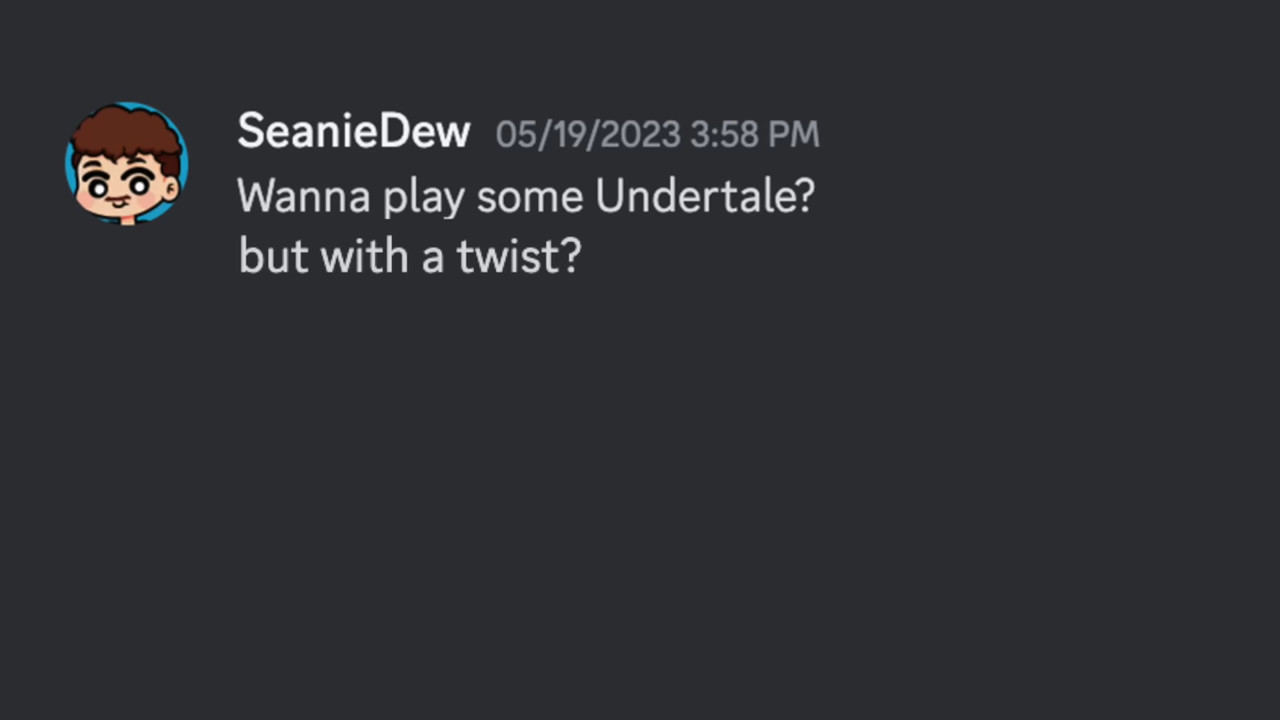 SeanieDew 05/19/2023 3:58 PM
Wanna play some Undertale?
but with a twist?